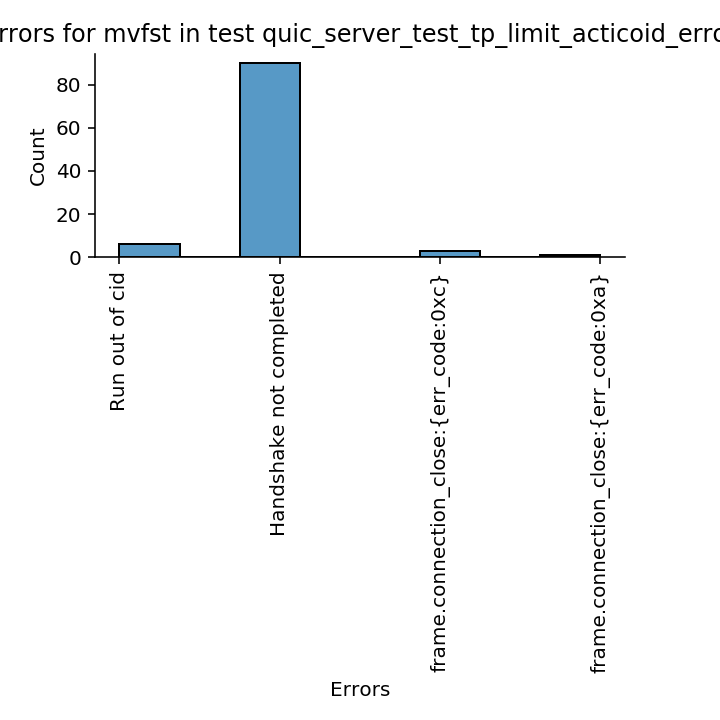 rrors for mvfst in test quic_server_test_tp_limit_acticoid_erro
Count
80
60
40
20
0
Run out of cid
Handshake not completed
frame.connection_close:{err_code:0xc}
frame.connection_close:{err_code:0xa}
Errors